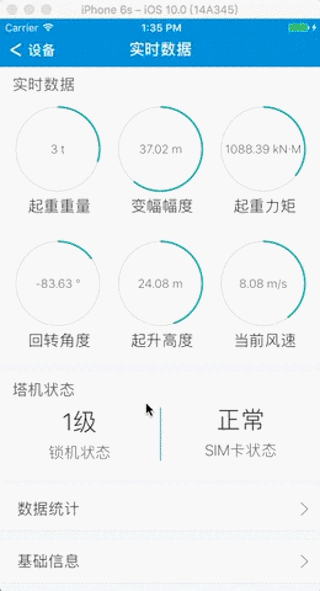 iPhone 6s – iOS 10.0 (14A345)
Carrier 1:35 PM
设备 实时数据
实时数据
3 t 37.02 m 1088.39 kN·M
起重重量 变幅幅度 起重力矩
-83.63 ° 24.08 m 8.08 m/s
回转角度 起升高度 当前风速
塔机状态
1级 正常
锁机状态 SIM卡状态
数据统计
基础信息